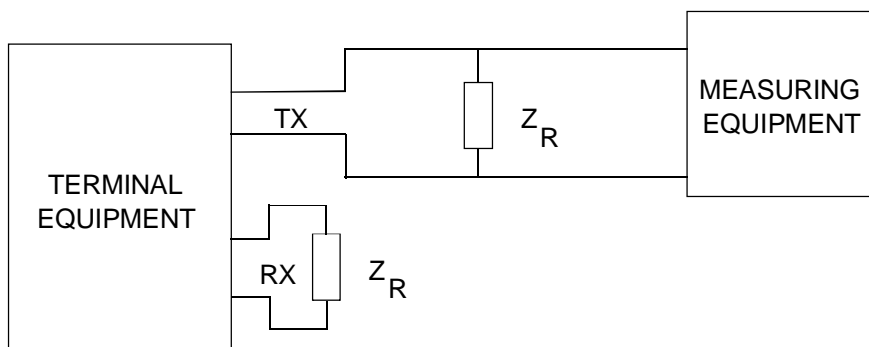 TERMINAL
EQUIPMENT
TX
RX
Z
R
Z
R
MEASURING
EQUIPMENT